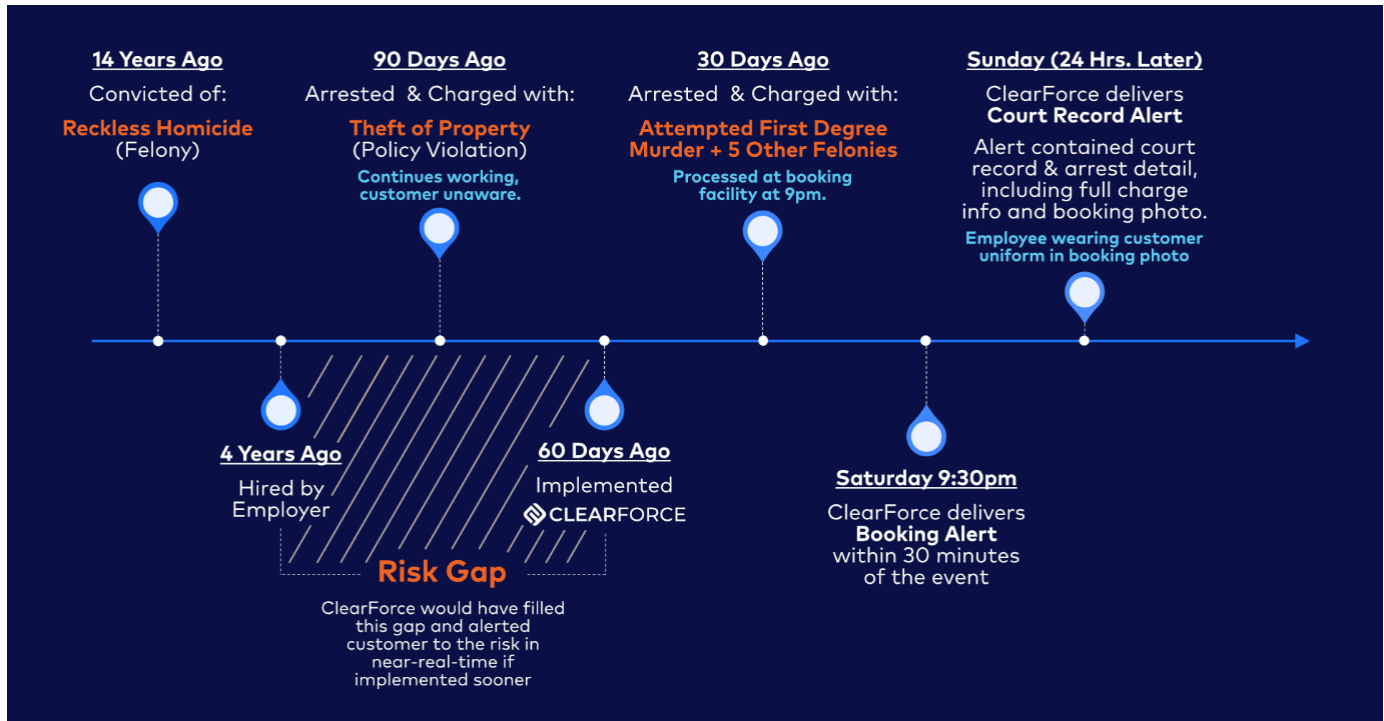 14 Years Ago
Convicted of:
Reckless Homicide
(Felony)
90 Days Ago
Arrested & Charged with:
Theft of Property
(Policy Violation)
Continues working,
customer unaware.
30 Days Ago
Arrested & Charged with:
Attempted First Degree
Murder + 5 Other Felonies
Processed at booking
facility at 9pm.
Sunday (24 Hrs. Later)
ClearForce delivers
Court Record Alert
Alert contained court
record & arrest detail,
including full charge
info and booking photo.
Employee wearing customer
uniform in booking photo
4 Years Ago
Hired by
Employer
60 Days Ago
Implemented
CLEARFORCE
Risk Gap
ClearForce would have filled
this gap and alerted
customer to the risk in
near-real-time if
implemented sooner
Saturday 9:30pm
ClearForce delivers
Booking Alert
within 30 minutes
of the event